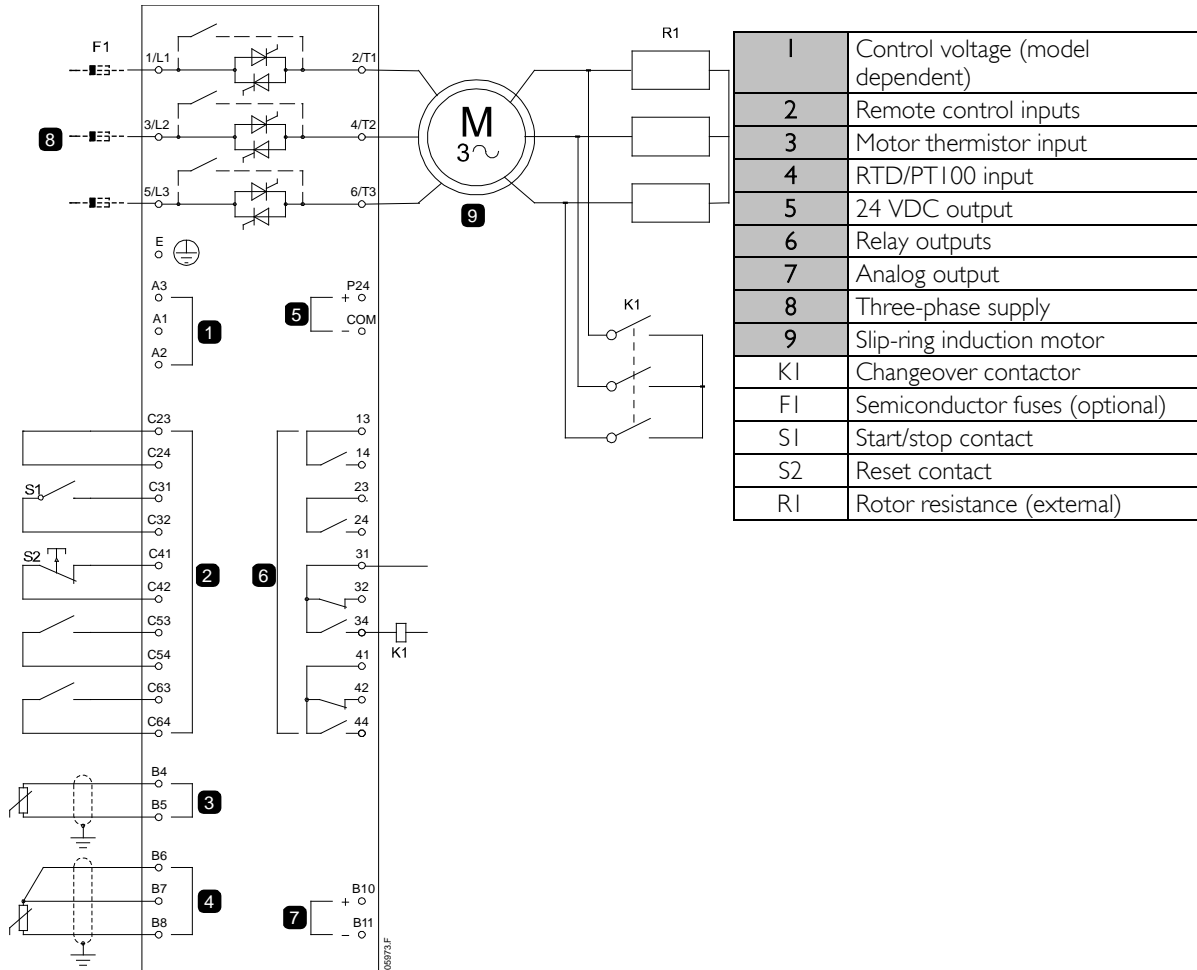 F1
1/L1
2/T1
R1
8
3/L2
4/T2
M
3~
5/L3
6/T3
9
E
A3
P24
+
1
5
A1
COM
-
A2
K1
C23
13
C24
14
S1
C31
23
C32
24
S2
C41
31
2
6
C42
32
C53
34
K1
C54
41
C63
42
C64
44
B4
3
B5
B6
B7
B10
+
4
7
B8
B11
-
05973.F
1 Control voltage (model
dependent)
2 Remote control inputs
3 Motor thermistor input
4 RTD/PT100 input
5 24 VDC output
6 Relay outputs
7 Analog output
8 Three-phase supply
9 Slip-ring induction motor
K1 Changeover contactor
F1 Semiconductor fuses (optional)
S1 Start/stop contact
S2 Reset contact
R1 Rotor resistance (external)